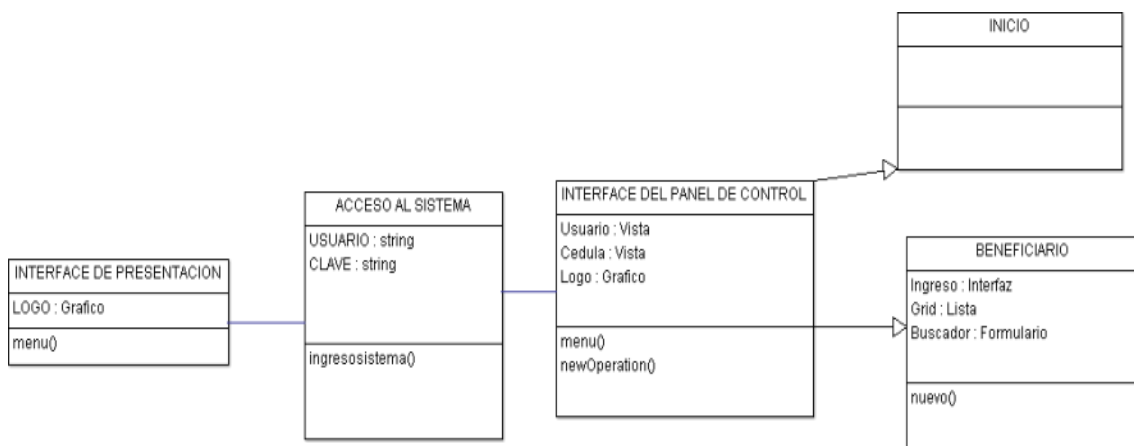 INTERFACE DE PRESENTACION
LOGO : Grafico
menu()
ACCESO AL SISTEMA
USUARIO : string
CLAVE : string
ingresosistema()
INTERFACE DEL PANEL DE CONTROL
Usuario : Vista
Cedula : Vista
Logo : Grafico
menu()
newOperation()
INICIO
BENEFICIARIO
Ingreso : Interfaz
Grid : Lista
Buscador : Formulario
nuevo()